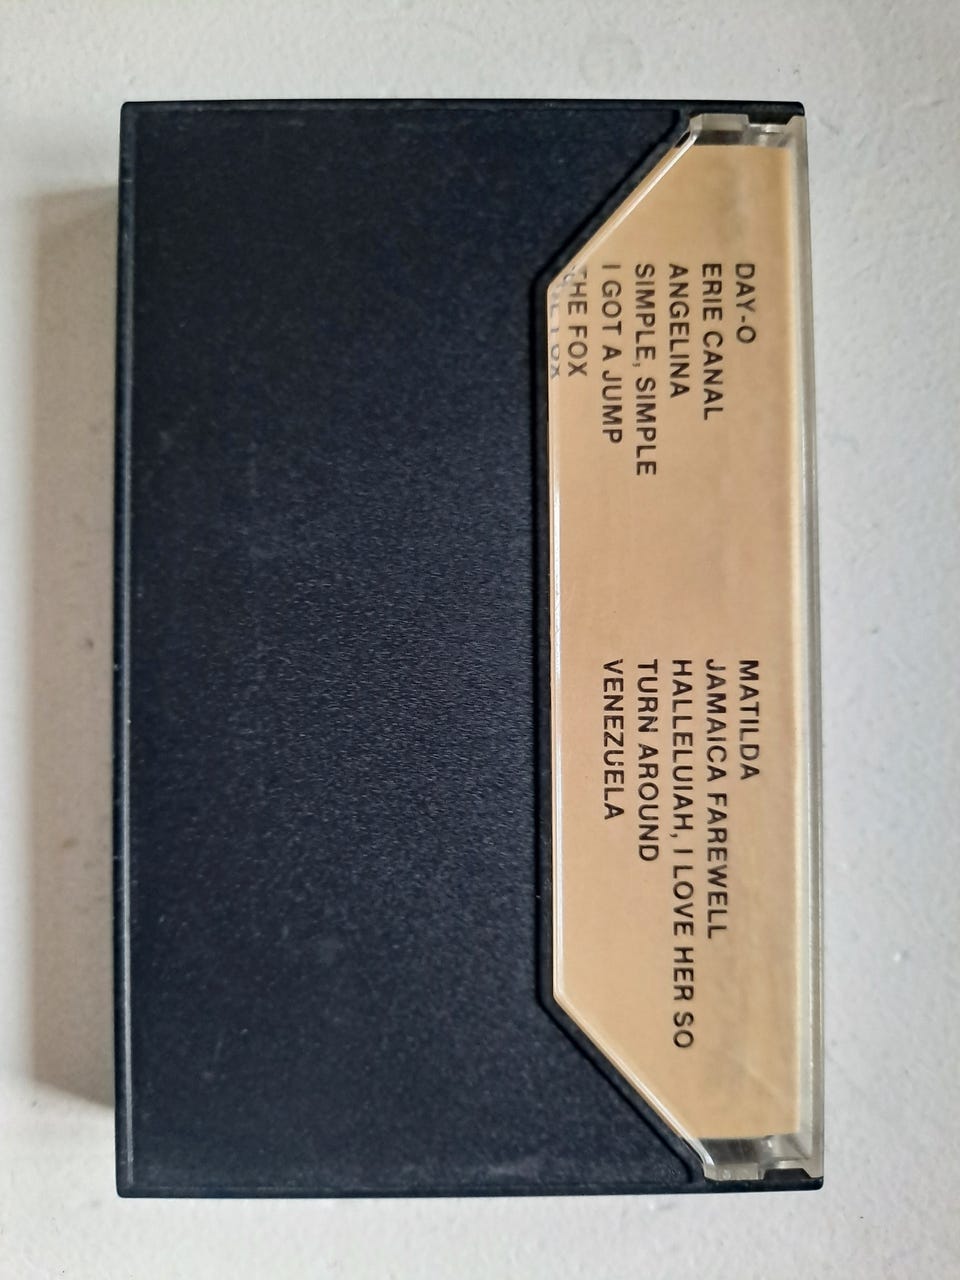 DAY-O
ERIE CANAL
ANGELINA
SIMPLE, SIMPLE
I GOT A JUMP
THE FOX
MATILDA
JAMAICA FAREWELL
HALLELUIAH, I LOVE HER SO
TURN AROUND
VENEZUELA